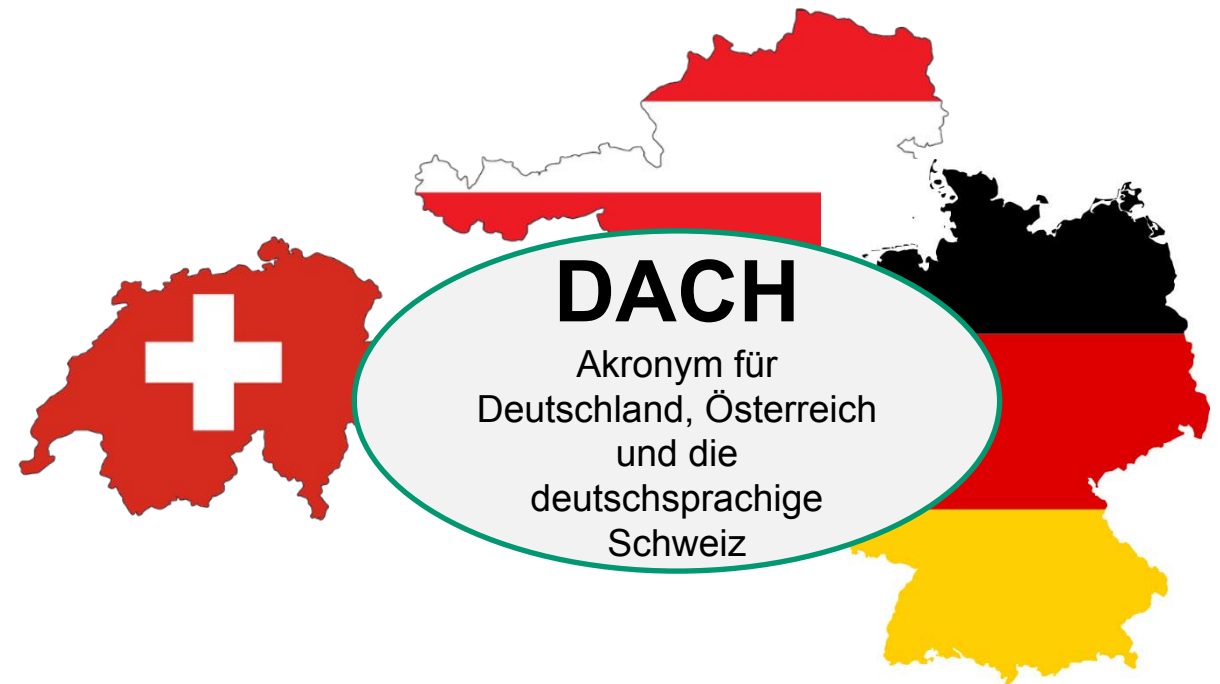 DACH
Akronym für
Deutschland, Österreich
und die
deutschsprachige
Schweiz